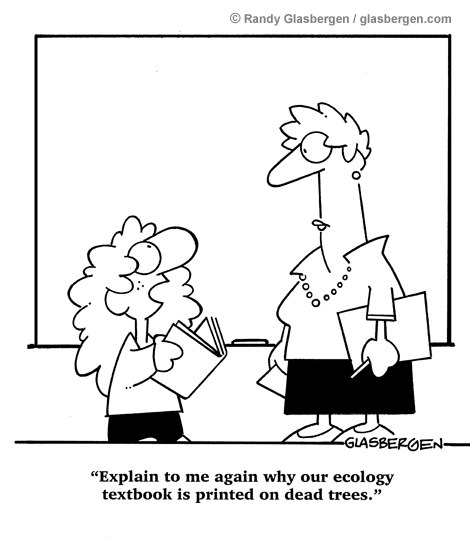 © Randy Glasbergen / glasbergen.com
GLASBERGEN
“Explain to me again why our ecology
textbook is printed on dead trees.”